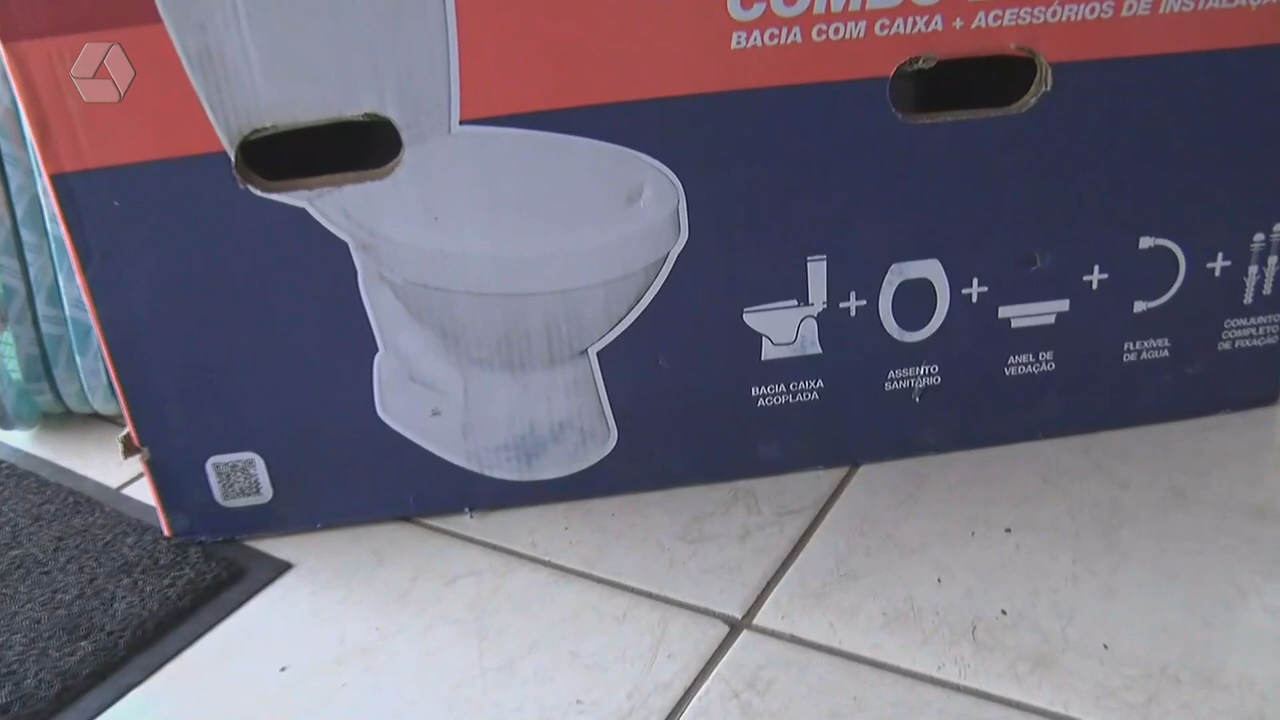 BACIA COM CAIXA + ACESSÓRIOS DE
BACIA CAIXA
ACOPLADA
ASSENTO
SANITÁRIO
ANEL DE
VEDAÇÃO
FLEXÍVEL
DE ÁGUA
CONJUNTO
COMPLETO
DE FIXAÇÃO